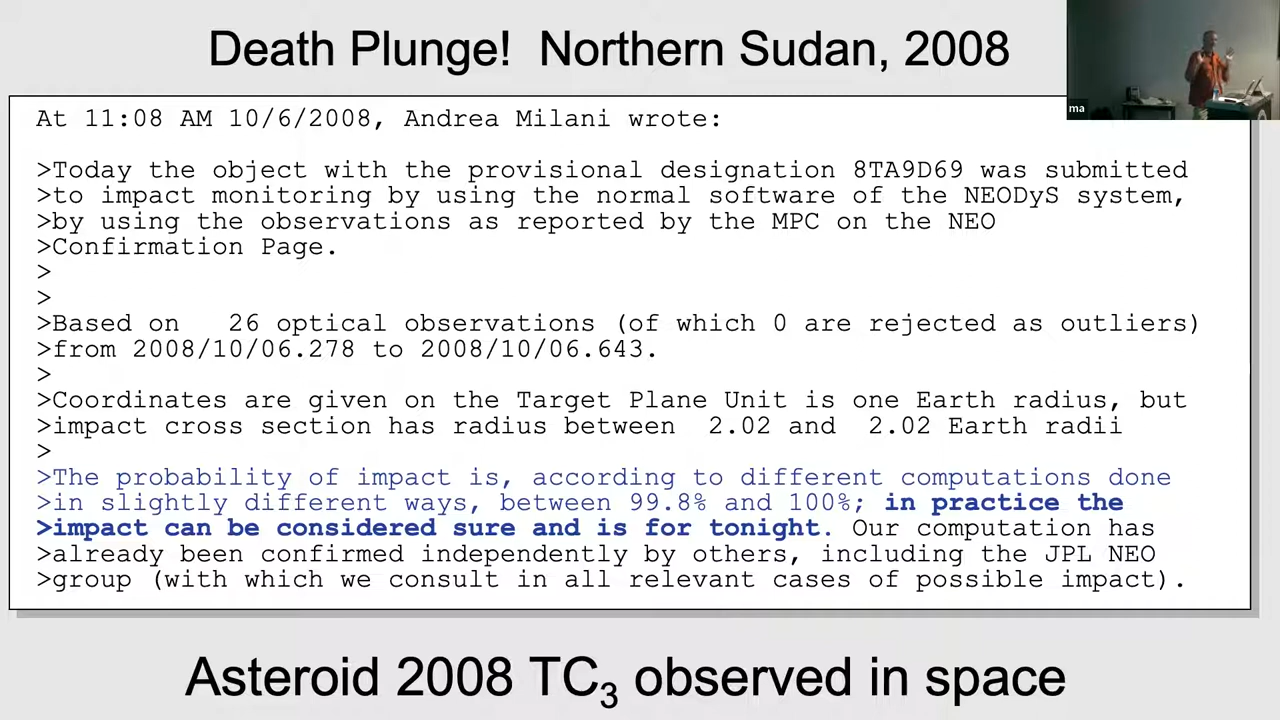 Death Plunge!  Northern Sudan, 2008
ma
At 11:08 AM 10/6/2008, Andrea Milani wrote:
>Today the object with the provisional designation 8TA9D69 was submitted
>to impact monitoring by using the normal software of the NEODyS system,
>by using the observations as reported by the MPC on the NEO
>Confirmation Page.
>
>
>Based on   26 optical observations (of which 0 are rejected as outliers)
>from 2008/10/06.278 to 2008/10/06.643.
>
>Coordinates are given on the Target Plane Unit is one Earth radius, but
>impact cross section has radius between  2.02 and  2.02 Earth radii
>
>The probability of impact is, according to different computations done
>in slightly different ways, between 99.8% and 100%; in practice the
>impact can be considered sure and is for tonight. Our computation has
>already been confirmed independently by others, including the JPL NEO
>group (with which we consult in all relevant cases of possible impact).
Asteroid 2008 TC₃ observed in space